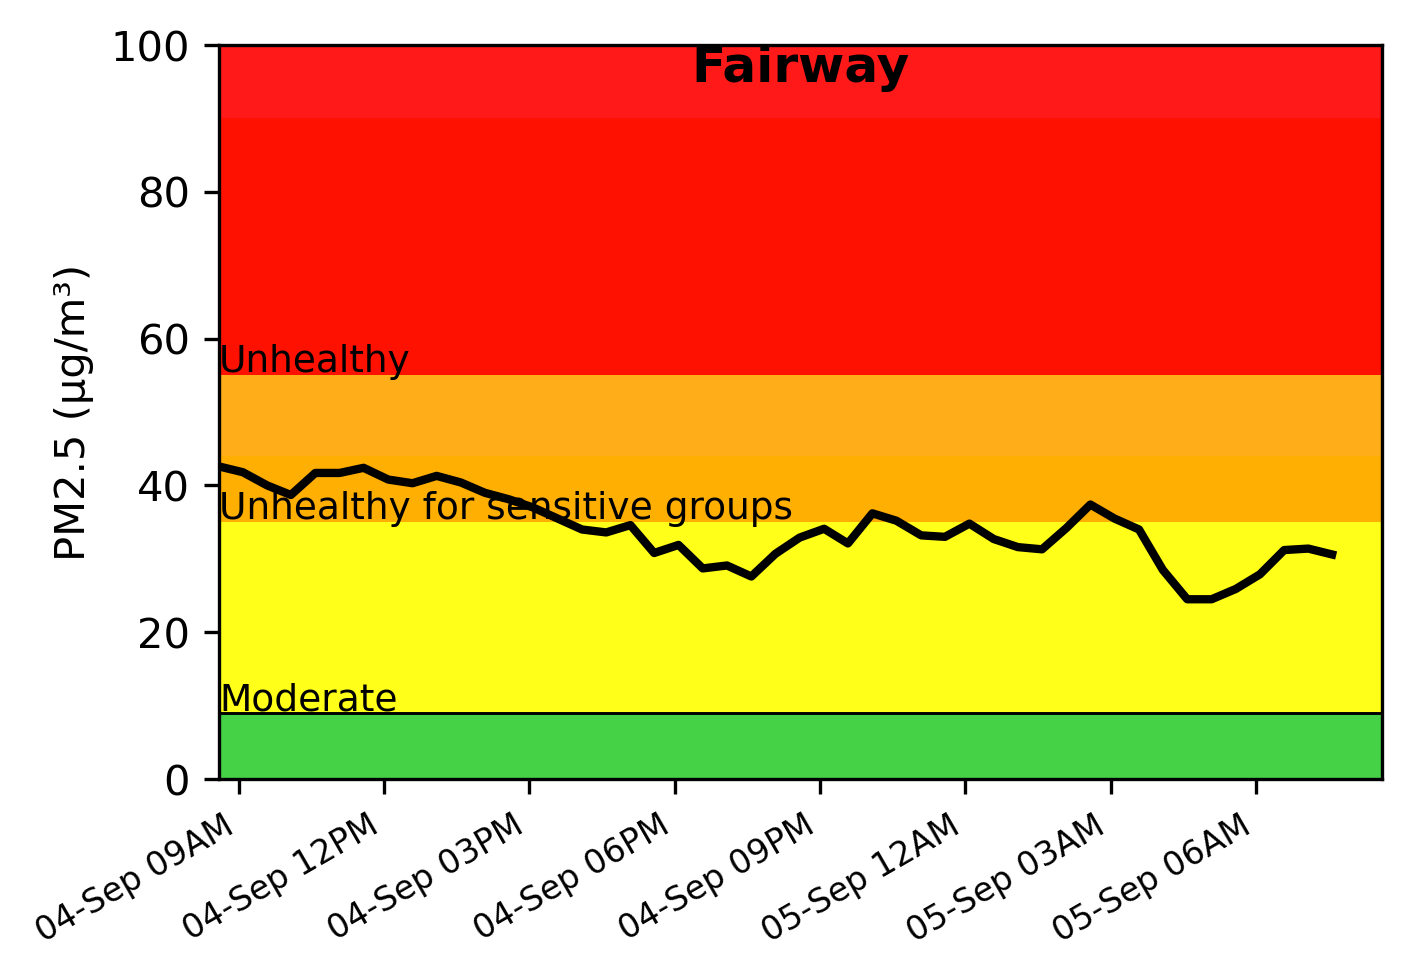 Fairway
100
80
60
40
20
0
PM2.5 (µg/m³)
Unhealthy
Unhealthy for sensitive groups
Moderate
04-Sep 09AM
04-Sep 12PM
04-Sep 03PM
04-Sep 06PM
04-Sep 09PM
05-Sep 12AM
05-Sep 03AM
05-Sep 06AM